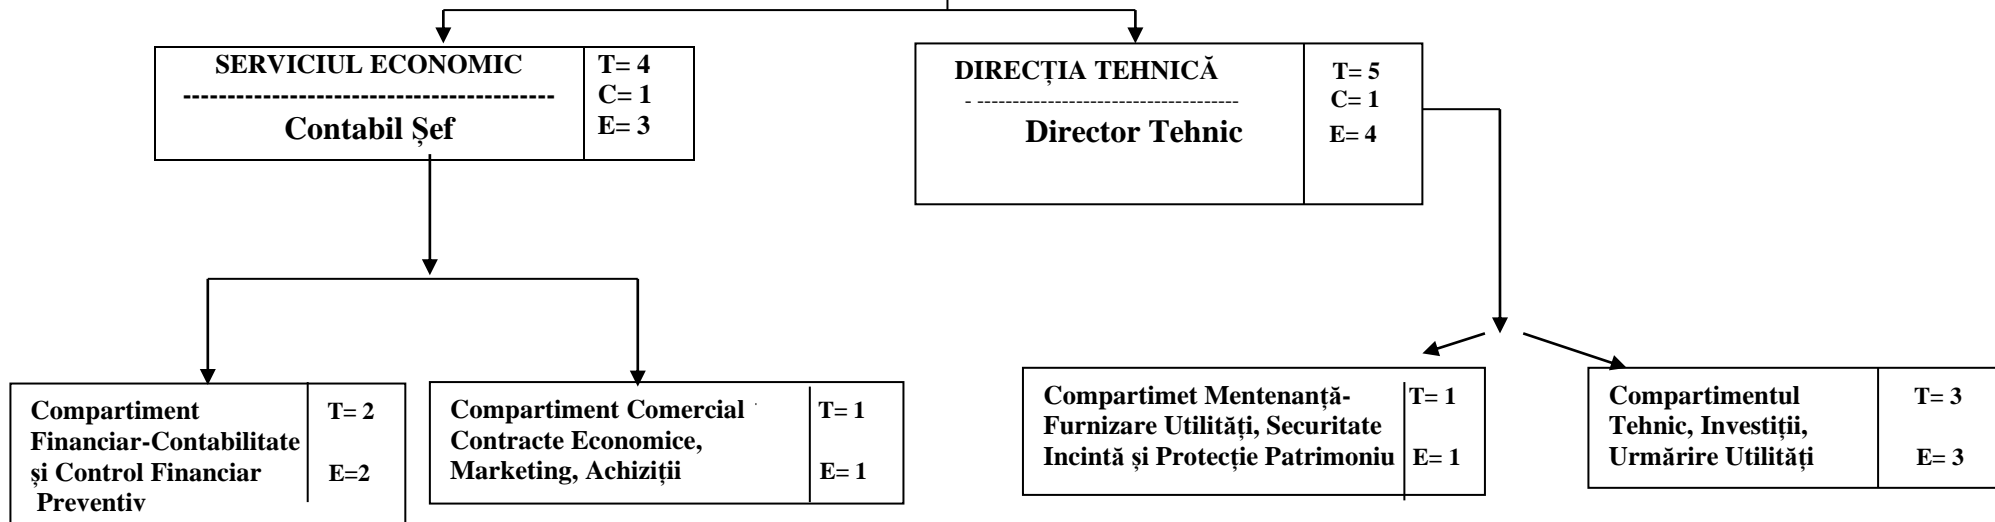 SERVICIUL ECONOMIC
----------------------------------------
Contabil Șef
T= 4
C= 1
E= 3
DIRECȚIA TEHNICĂ
- -------------------------------------
Director Tehnic
T= 5
C= 1
E= 4
Compartiment
Financiar-Contabilitate
și Control Financiar
Preventiv
T= 2
E=2
Compartiment Comercial
Contracte Economice,
Marketing, Achiziții
T= 1
E= 1
Compartimet Mentenanță-
Furnizare Utilități, Securitate
Incintă și Protecție Patrimoniu
T= 1
E= 1
Compartimentul
Tehnic, Investiții,
Urmărire Utilități
T= 3
E= 3